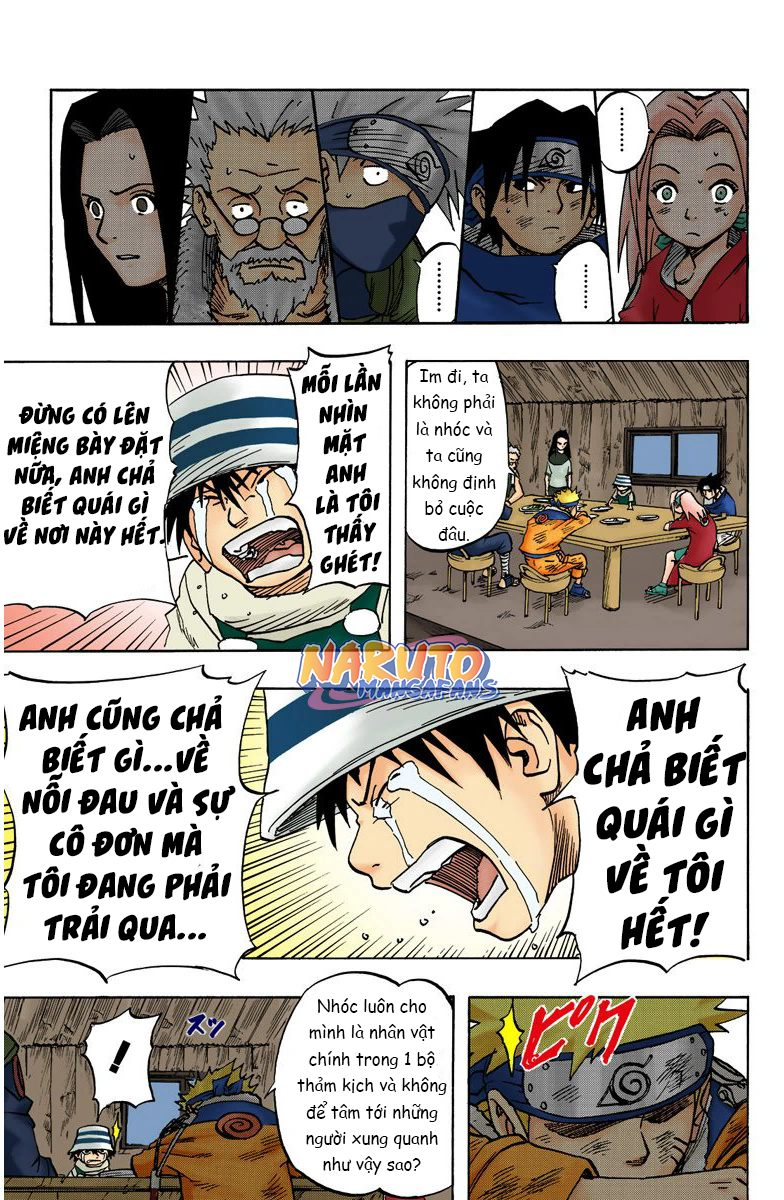 Im đi, ta
không phải
là nhóc và
ta cũng
không định
bỏ cuộc
đâu.
MỖI LẦN
NHÌN
MẶT
ANH
LÀ TÔI
THẤY
GHÉT!
ĐỪNG CÓ LÊN
MIỆNG BÀY ĐẶT
NỮA, ANH CHẢ
BIẾT QUÁI GÌ
VỀ NƠI NÀY HẾT.
NARUTO
MANGAFANS
ANH
CHẢ BIẾT
QUÁI GÌ
VỀ TÔI
HẾT!
ANH CŨNG CHẢ
BIẾT GÌ...VỀ
NỖI ĐAU VÀ SỰ
CÔ ĐƠN MÀ
TÔI ĐANG PHẢI
TRẢI QUA...
ピク
Nhóc luôn cho
mình là nhân vật
chính trong 1 bộ
thảm kịch và không
để tâm tới những
người xung quanh
như vậy sao?
スッ
!